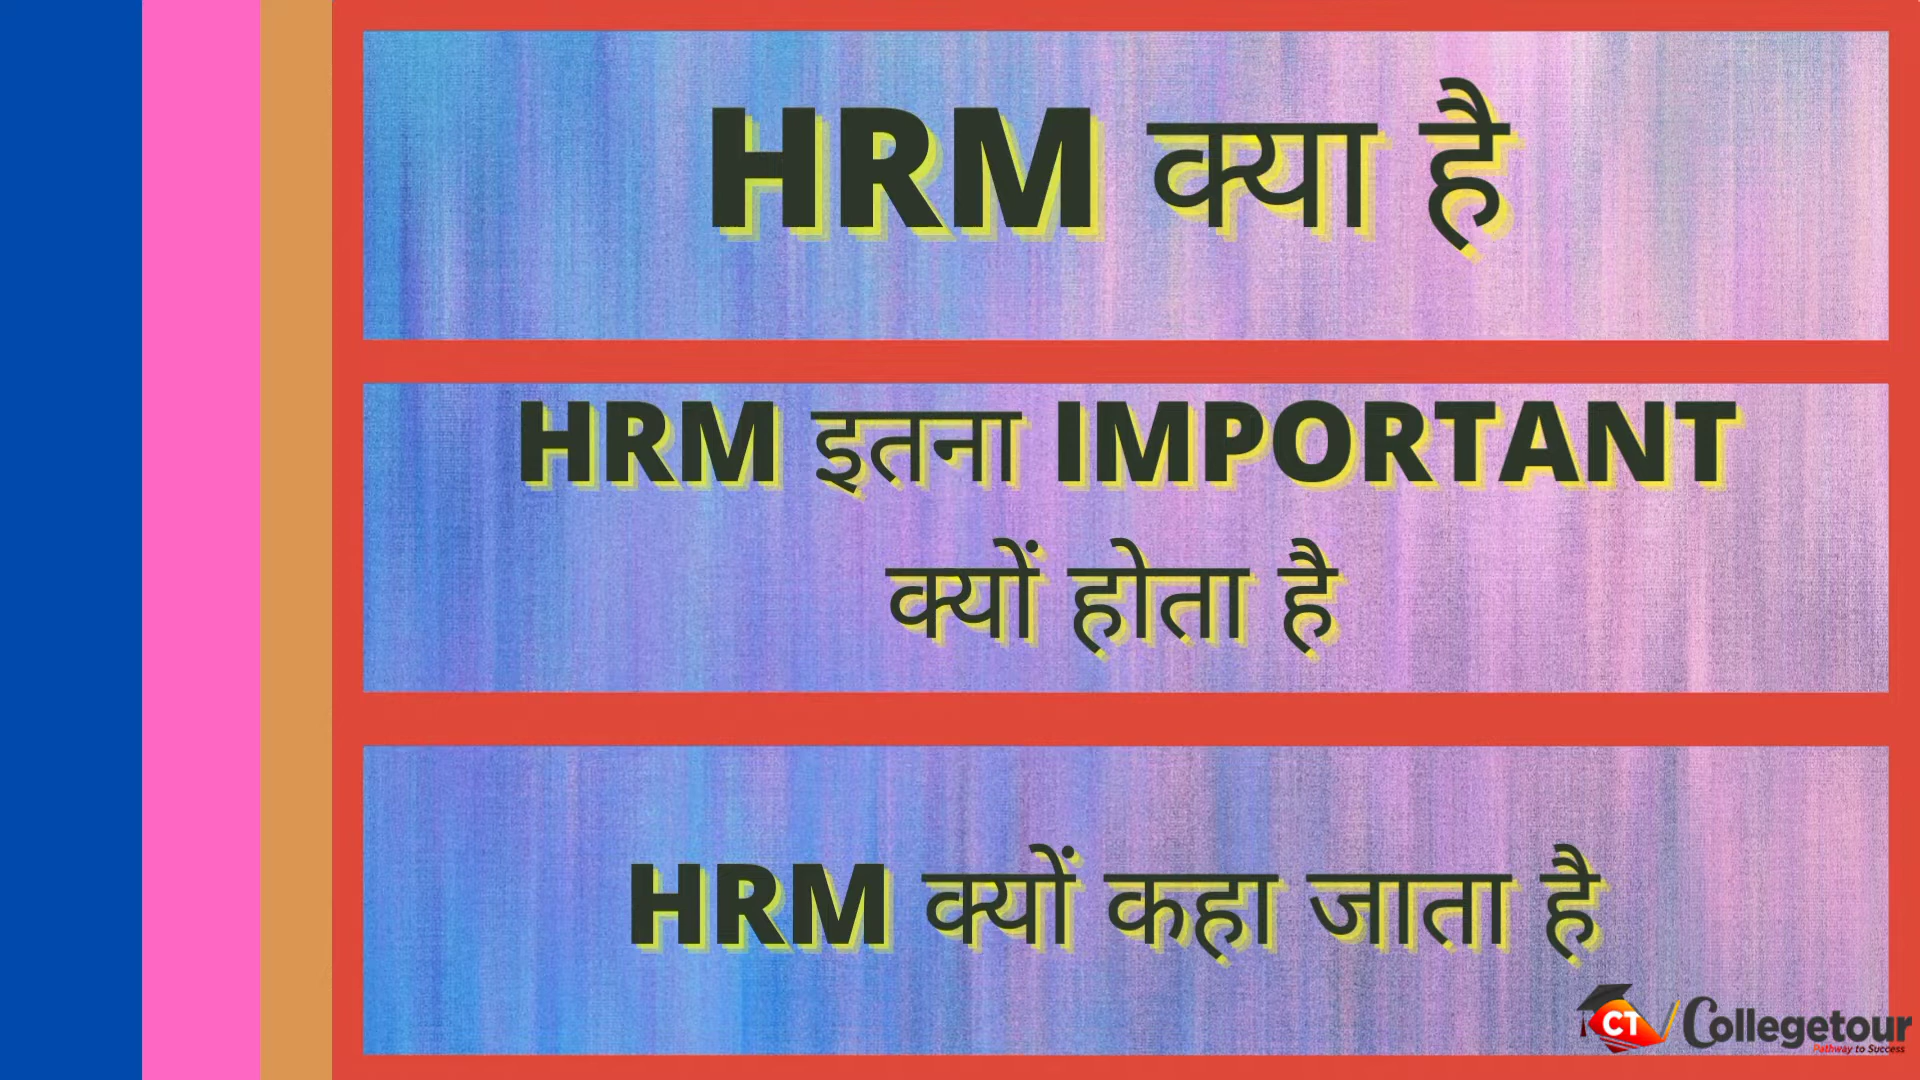 HRM क्या है
HRM इतना IMPORTANT
क्यों होता है
HRM क्यों कहा जाता है
CT Collegetour
Pathway to Success